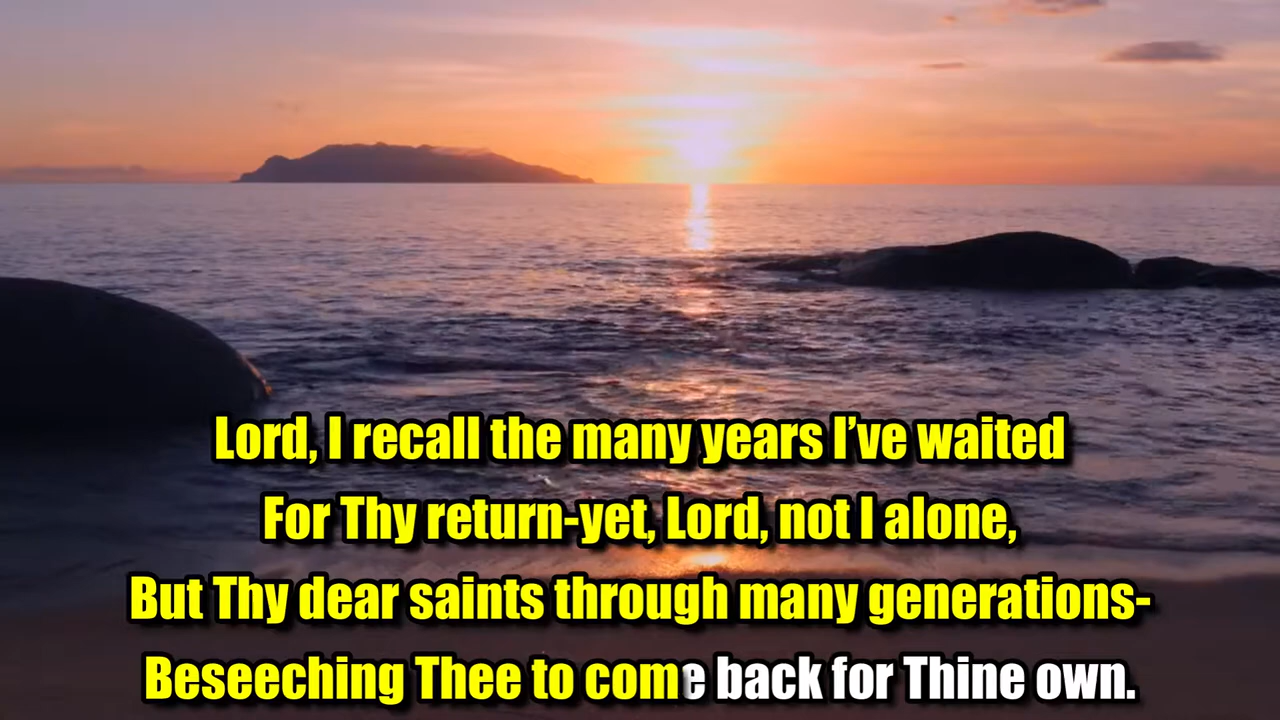 Lord, I recall the many years I’ve waited
For Thy return-yet, Lord, not I alone,
But Thy dear saints through many generations-
Beseeching Thee to come back for Thine own.